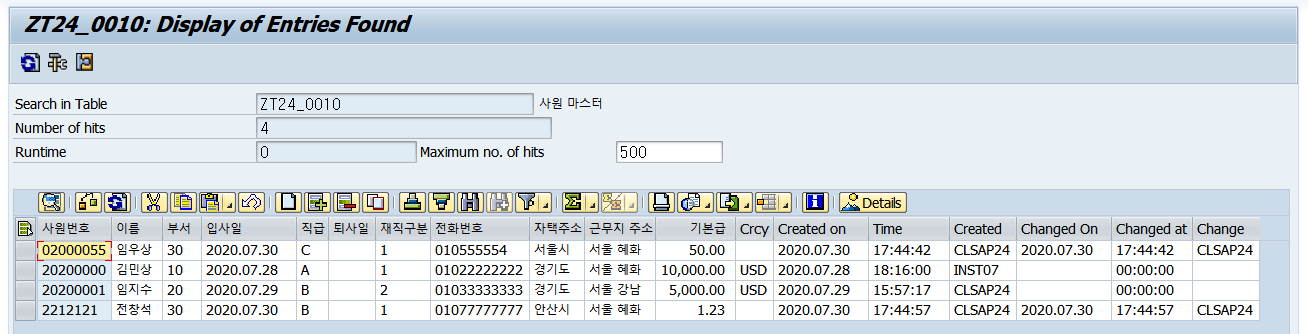 ZT24_0010: Display of Entries Found
Search in Table ZT24_0010 사원 마스터
Number of hits 4
Runtime 0 Maximum no. of hits 500
Details
사원번호 이름 부서 입사일 직급 퇴사일 재직구분 전화번호 자택주소 근무지 주소 기본급 Crcy Created on Time Created Changed On Changed at Change
02000055 임우상 30 2020.07.30 C 1 010555554 서울시 서울 혜화 50.00 2020.07.30 17:44:42 CLSAP24 2020.07.30 17:44:42 CLSAP24
20200000 김민상 10 2020.07.28 A 1 01022222222 경기도 서울 혜화 10,000.00 USD 2020.07.28 18:16:00 INST07 00:00:00
20200001 임지수 20 2020.07.29 B 2 01033333333 경기도 서울 강남 5,000.00 USD 2020.07.29 15:57:17 CLSAP24 00:00:00
2212121 전창석 30 2020.07.30 B 1 01077777777 안산시 서울 혜화 1.23 2020.07.30 17:44:57 CLSAP24 2020.07.30 17:44:57 CLSAP24